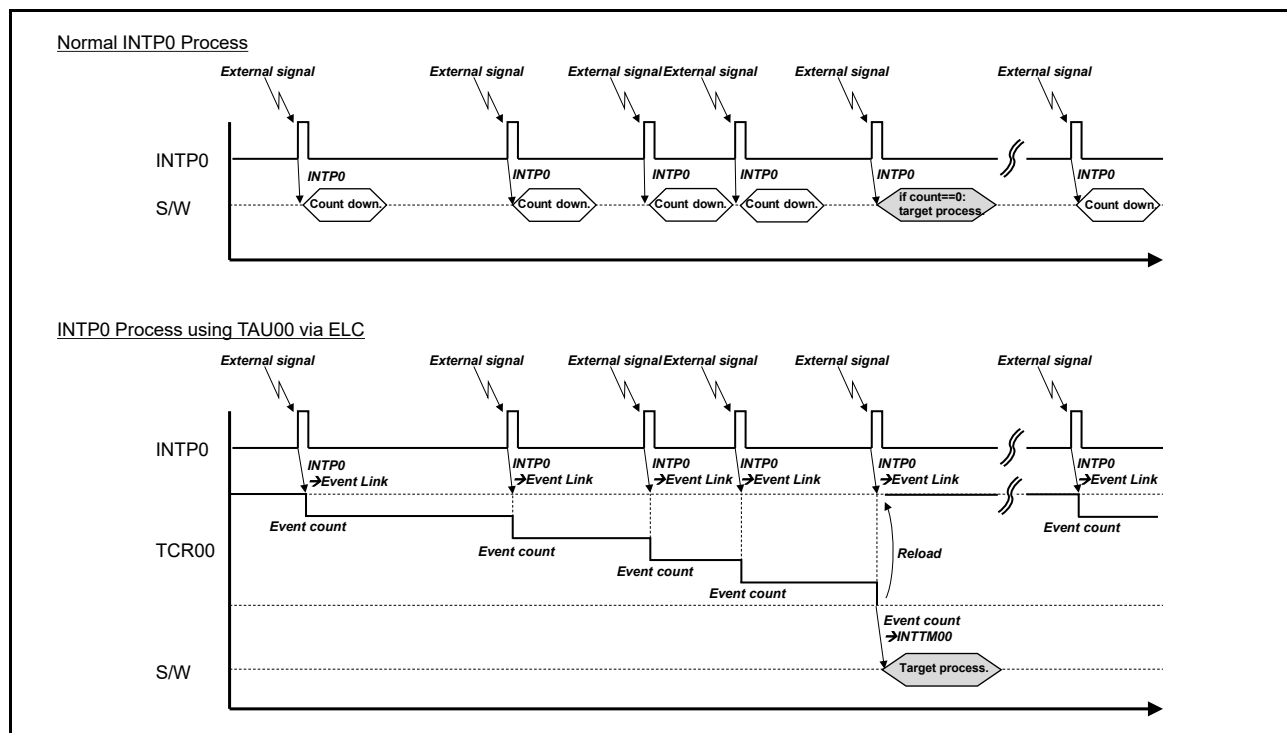 Normal INTP0 Process
External signal External signal External signal External signal External signal External signal
INTP0
INTP0 INTP0 INTP0 INTP0 INTP0 INTP0
S/W
Count down. Count down. Count down. Count down. if count==0: target process. Count down.
INTP0 Process using TAU00 via ELC
External signal External signal External signal External signal External signal External signal
INTP0
INTP0 INTP0 INTP0 INTP0 INTP0 INTP0
→Event Link →Event Link →Event Link →Event Link →Event Link →Event Link
TCR00
Event count Event count Event count Event count Event count
Reload
Event count
→INTTM00
S/W
Target process.